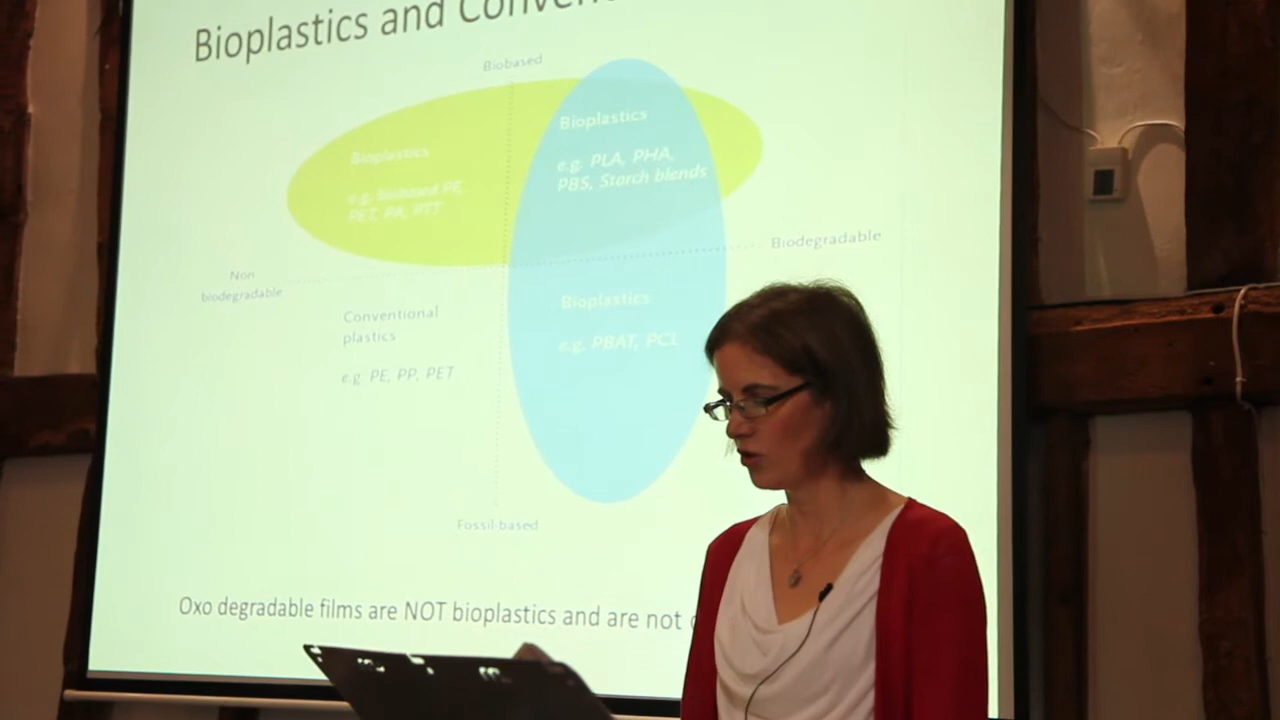 Bioplastics and Conven
Biobased
Bioplastics
e.g. PLA, PHA,
PBS, Starch blends
Bioplastics
e.g. biobased PE
PET, PA, PTT
Biodegradable
Non
biodegradable
Conventional
plastics
e.g. PE, PP, PET
Bioplastics
e.g. PBAT, PCL
Fossil-based
Oxo degradable films are NOT bioplastics and are not